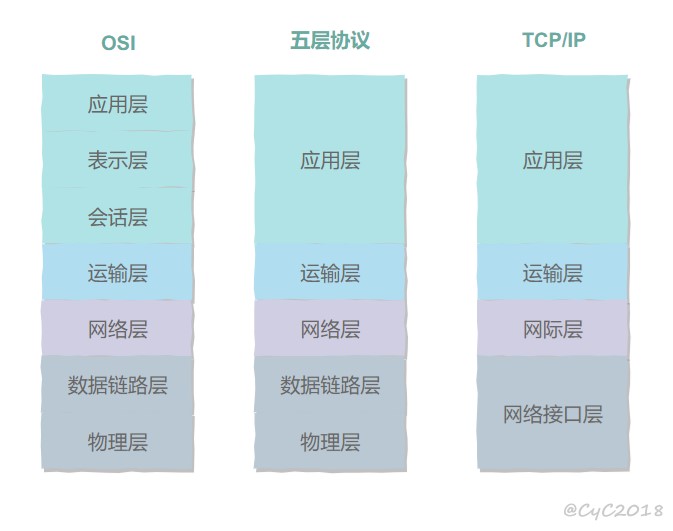 OSI
应用层
表示层
会话层
运输层
网络层
数据链路层
物理层
五层协议
应用层
运输层
网络层
数据链路层
物理层
TCP/IP
应用层
运输层
网际层
网络接口层
@CyC2018